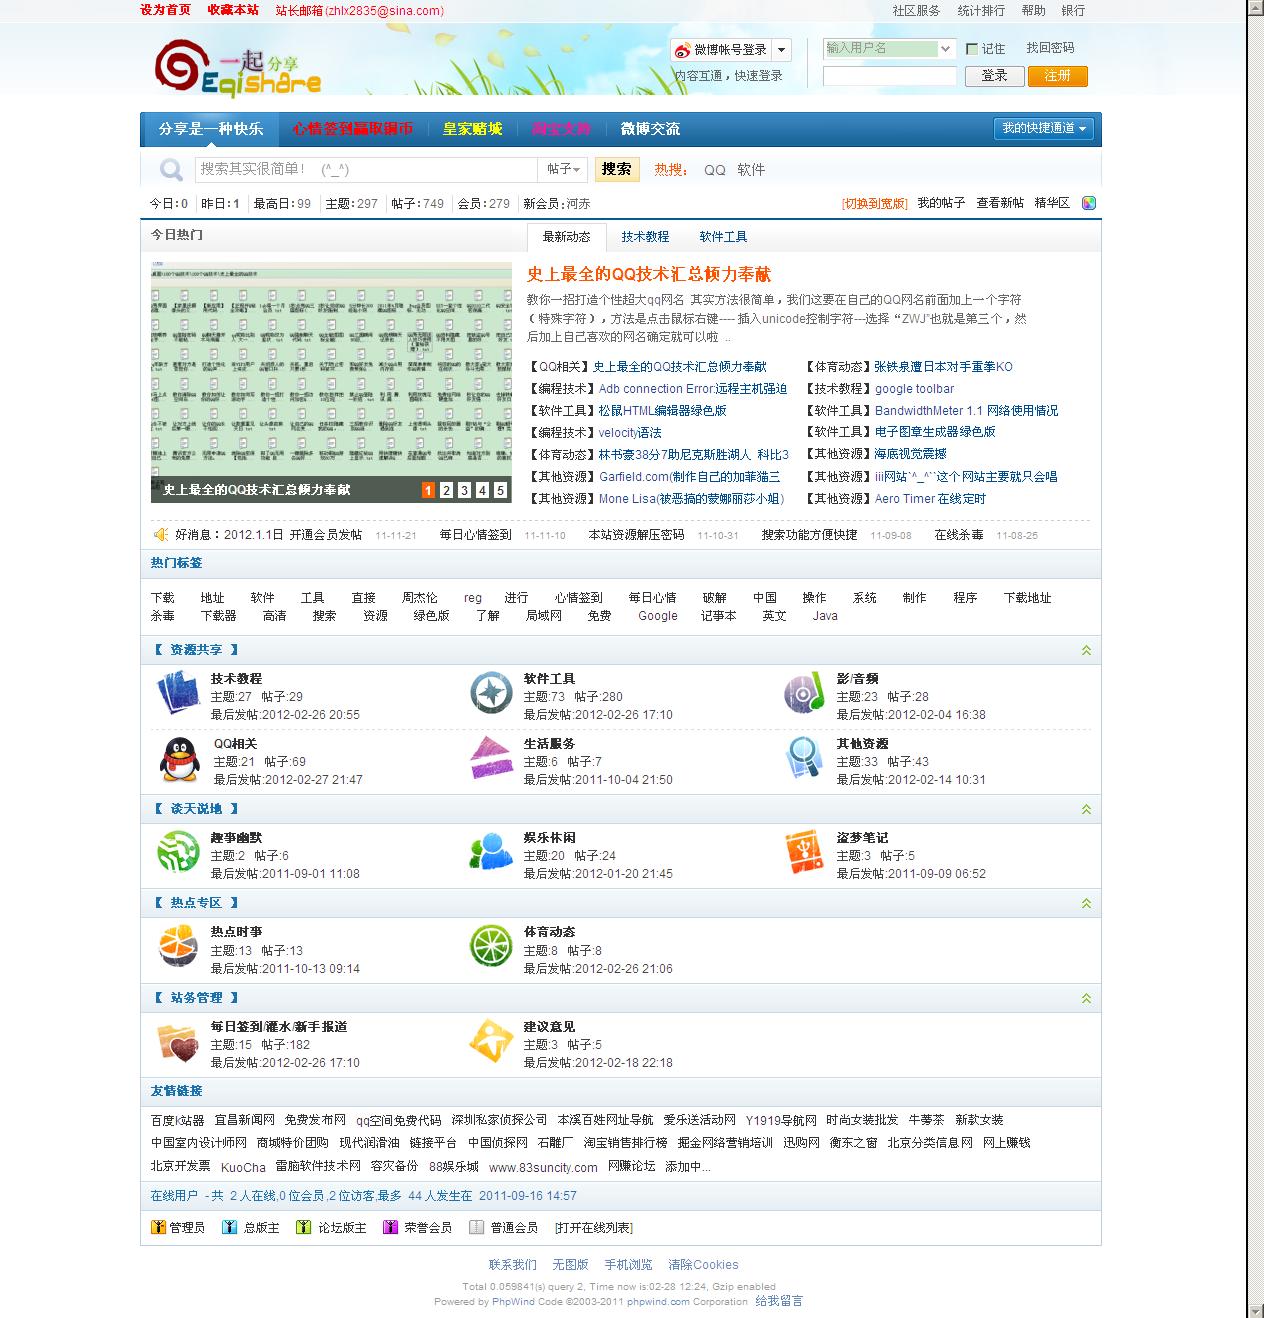 设为首页 收藏本站 站长邮箱(zhlx2835@sina.com) 社区服务 统计排行 帮助 银行
一起分享 Eqishare
微博帐号登录 输入用户名 记住 找回密码
内容互通，快速登录 登录 注册
分享是一种快乐 心情签到赢取铜币 皇家赌城 淘宝支持 微博交流 我的快捷通道
搜索其实很简单！ (^_^) 帖子 搜索 热搜： QQ 软件
今日:0 昨日:1 最高日:99 主题:297 帖子:749 会员:279 新会员:河赤 [切换到宽版] 我的帖子 查看新帖 精华区
今日热门 最新动态 技术教程 软件工具
史上最全的QQ技术汇总倾力奉献
教你一招打造个性超大qq网名 其实方法很简单，我们这要在自己的QQ网名前面加上一个字符
（ 特殊字符 ），方法是点击鼠标右键---- 插入unicode控制字符---选择 “ZWJ”也就是第三个，然
后加上自己喜欢的网名确定就可以啦 ..
【QQ相关】史上最全的QQ技术汇总倾力奉献 【体育动态】张铁泉遭日本对手重拳KO
【编程技术】Adb connection Error:远程主机强迫 【技术教程】google toolbar
【软件工具】松鼠HTML编辑器绿色版 【软件工具】BandwidthMeter 1.1 网络使用情况
【编程技术】velocity语法 【软件工具】电子图章生成器绿色版
【体育动态】林书豪38分7助尼克斯胜湖人 科比3 【其他资源】海底视觉震撼
【其他资源】Garfield.com(制作自己的加菲猫三 【其他资源】iii网站`^_^``这个网站主要就只会唱
【其他资源】Mone Lisa(被恶搞的蒙娜丽莎小姐) 【其他资源】Aero Timer 在线定时
史上最全的QQ技术汇总倾力奉献 1 2 3 4 5
好消息：2012.1.1日 开通会员发帖 11-11-21 每日心情签到 11-11-10 本站资源解压密码 11-10-31 搜索功能方便快捷 11-09-08 在线杀毒 11-08-25
热门标签
下载 地址 软件 工具 直接 周杰伦 reg 进行 心情签到 每日心情 破解 中国 操作 系统 制作 程序 下载地址
杀毒 下载器 高清 搜索 资源 绿色版 了解 局域网 免费 Google 记事本 英文 Java
【 资源共享 】
技术教程 软件工具 影/音频
主题:27 帖子:29 主题:73 帖子:280 主题:23 帖子:28
最后发帖:2012-02-26 20:55 最后发帖:2012-02-26 17:10 最后发帖:2012-02-04 16:38
QQ相关 生活服务 其他资源
主题:21 帖子:69 主题:6 帖子:7 主题:33 帖子:43
最后发帖:2012-02-27 21:47 最后发帖:2011-10-04 21:50 最后发帖:2012-02-14 10:31
【 谈天说地 】
趣事幽默 娱乐休闲 盗梦笔记
主题:2 帖子:6 主题:20 帖子:24 主题:3 帖子:5
最后发帖:2011-09-01 11:08 最后发帖:2012-01-20 21:45 最后发帖:2011-09-09 06:52
【 热点专区 】
热点时事 体育动态
主题:13 帖子:13 主题:8 帖子:8
最后发帖:2011-10-13 09:14 最后发帖:2012-02-26 21:06
【 站务管理 】
每日签到/灌水/新手报道 建议意见
主题:15 帖子:182 主题:3 帖子:5
最后发帖:2012-02-26 17:10 最后发帖:2012-02-18 22:18
友情链接
百度K站器 宜昌新闻网 免费发布网 qq空间免费代码 深圳私家侦探公司 本溪百姓网址导航 爱乐送活动网 Y1919导航网 时尚女装批发 牛蒡茶 新款女装
中国室内设计师网 商城特价团购 现代润滑油 链接平台 中国侦探网 石雕厂 淘宝销售排行榜 掘金网络营销培训 迅购网 衡东之窗 北京分类信息网 网上赚钱
北京开发票 KuoCha 雷脑软件技术网 容灾备份 88娱乐城 www.83suncity.com 网赚论坛 添加中...
在线用户 - 共 2 人在线,0 位会员,2 位访客,最多 44 人发生在 2011-09-16 14:57
管理员 总版主 论坛版主 荣誉会员 普通会员 [打开在线列表]
联系我们 无图版 手机浏览 清除Cookies
Total 0.059841(s) query 2, Time now is:02-28 12:24, Gzip enabled
Powered by PhpWind Code ©2003-2011 phpwind.com Corporation 给我留言